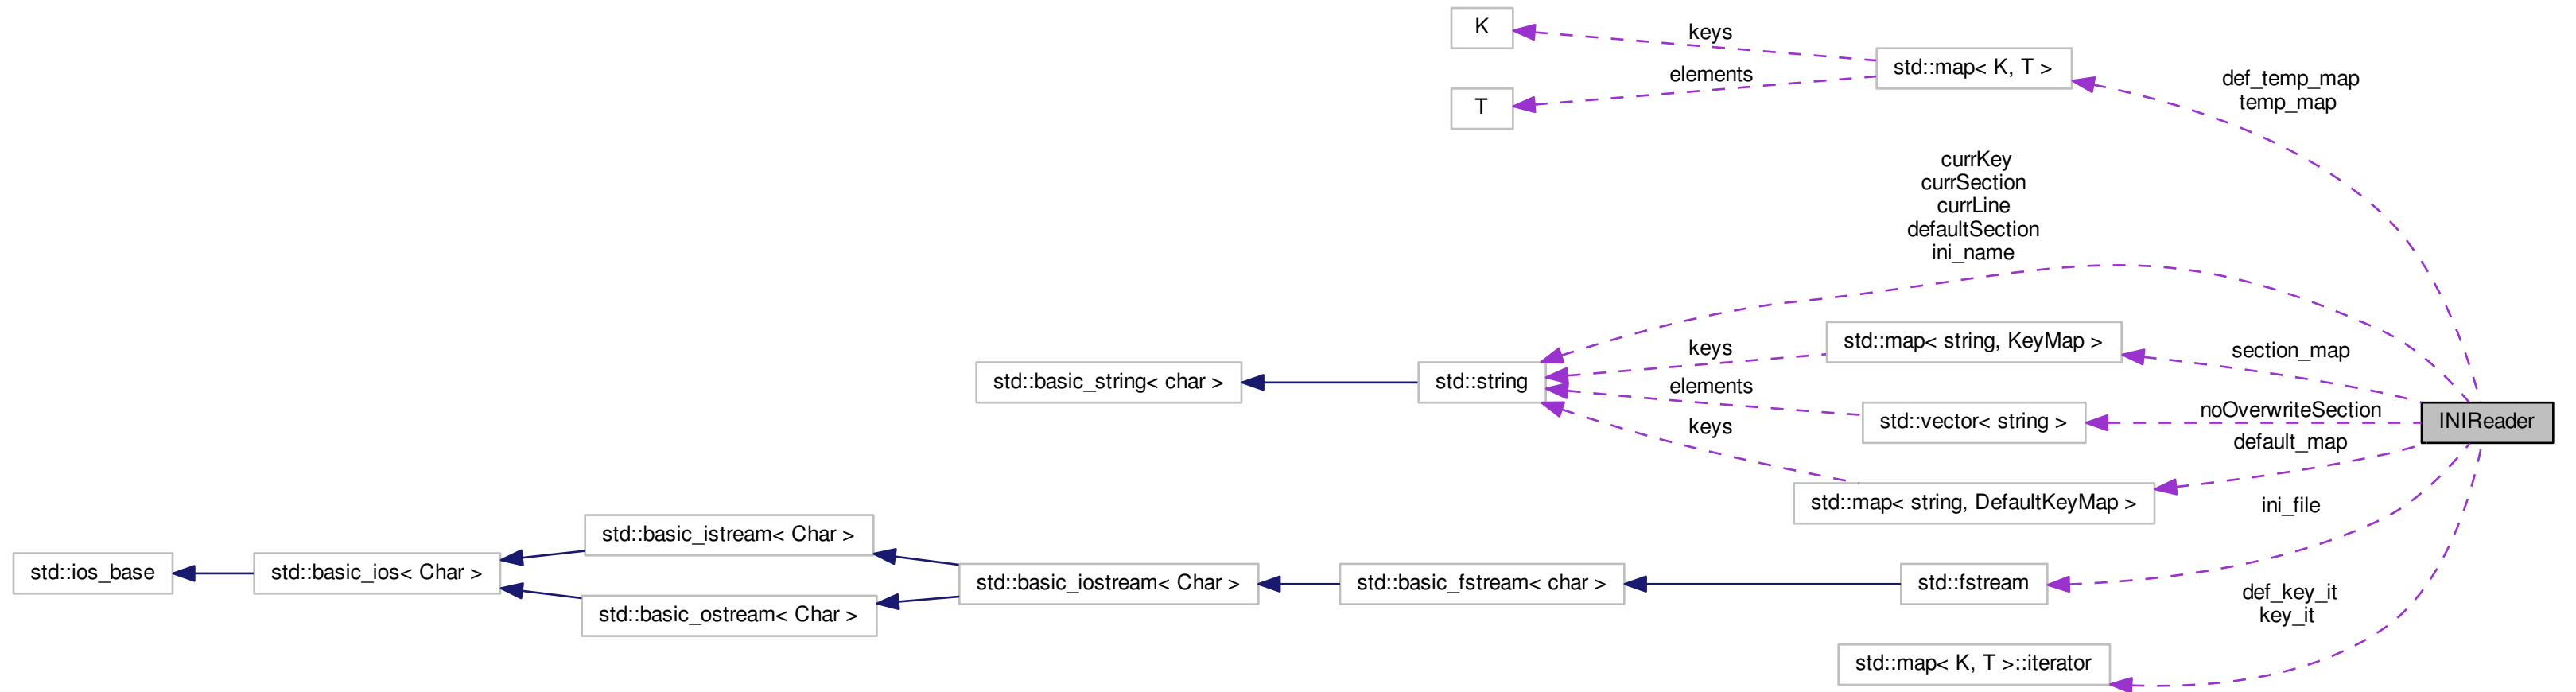 K
keys
std::map< K, T >
def_temp_map
temp_map
elements
T
currKey
currSection
currLine
defaultSection
ini_name
std::map< string, KeyMap >
keys
section_map
std::basic_string< char >
std::string
elements
std::vector< string >
noOverwriteSection
INIReader
keys
default_map
std::map< string, DefaultKeyMap >
ini_file
std::basic_istream< Char >
std::ios_base
std::basic_ios< Char >
std::basic_iostream< Char >
std::basic_fstream< char >
std::fstream
std::basic_ostream< Char >
def_key_it
key_it
std::map< K, T >::iterator